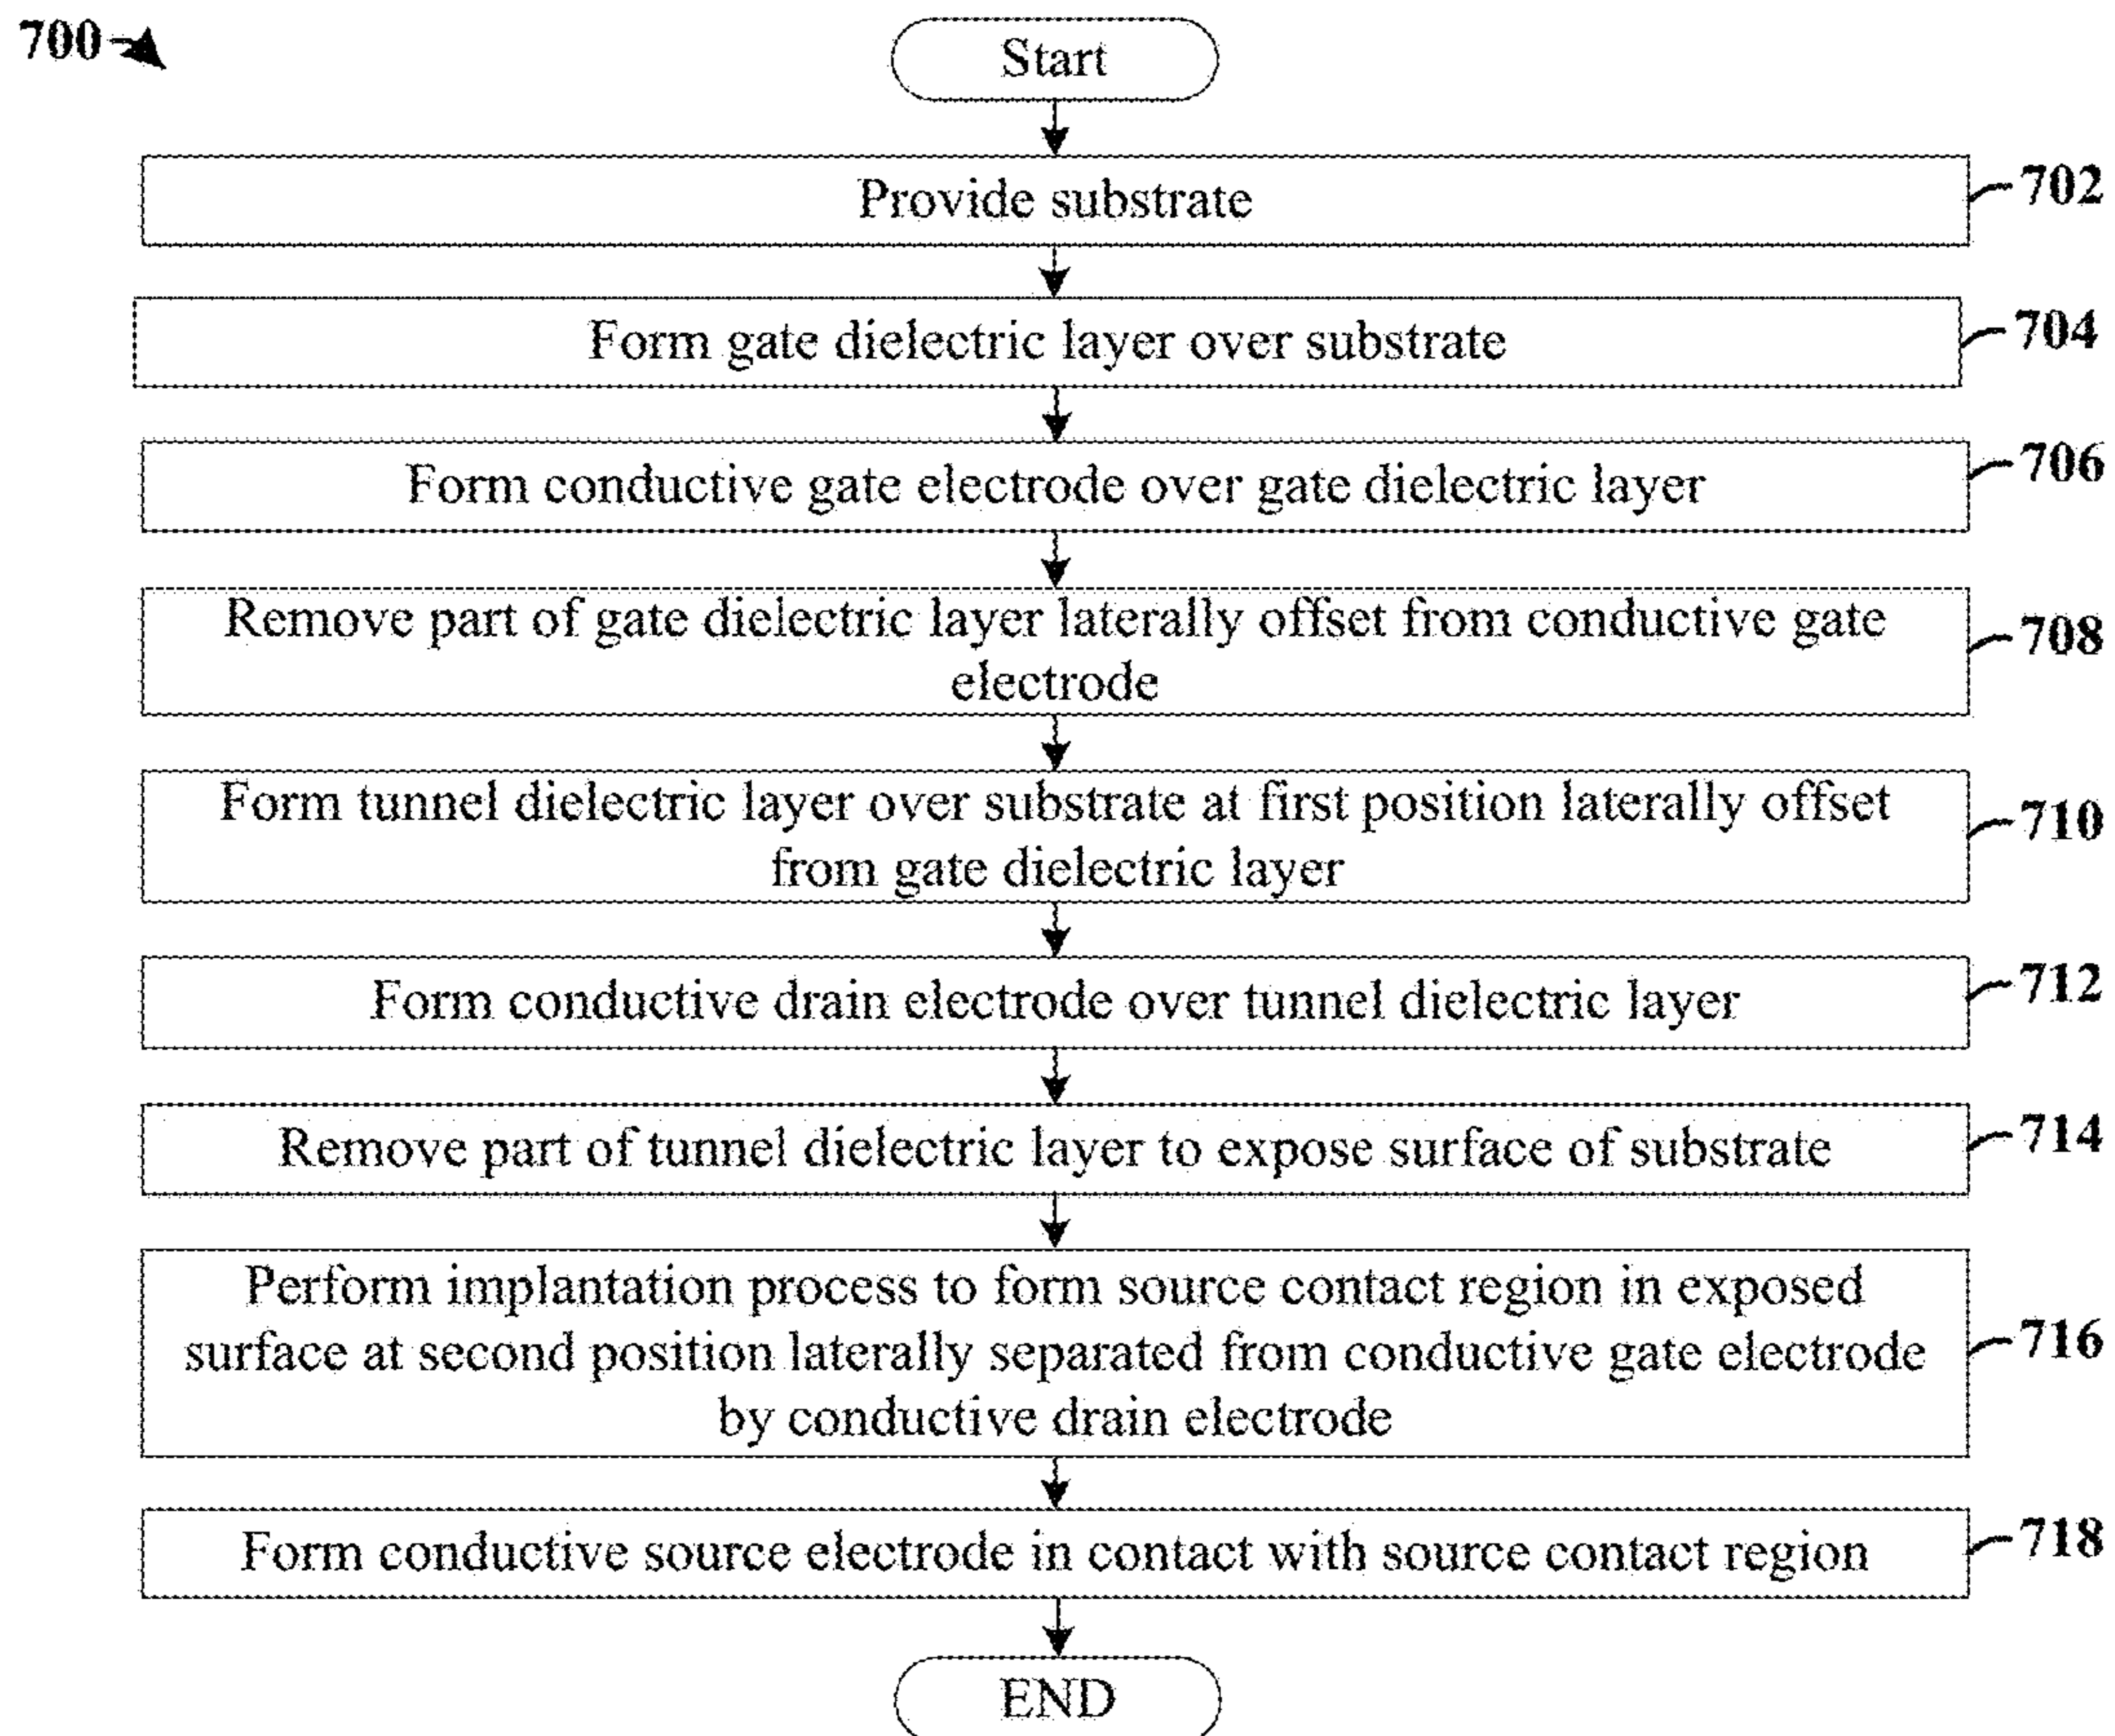 700
Start
Provide substrate
702
Form gate dielectric layer over substrate
704
Form conductive gate electrode over gate dielectric layer
706
Remove part of gate dielectric layer laterally offset from conductive gate
electrode
708
Form tunnel dielectric layer over substrate at first position laterally offset
from gate dielectric layer
710
Form conductive drain electrode over tunnel dielectric layer
712
Remove part of tunnel dielectric layer to expose surface of substrate
714
Perform implantation process to form source contact region in exposed
surface at second position laterally separated from conductive gate electrode
by conductive drain electrode
716
Form conductive source electrode in contact with source contact region
718
END